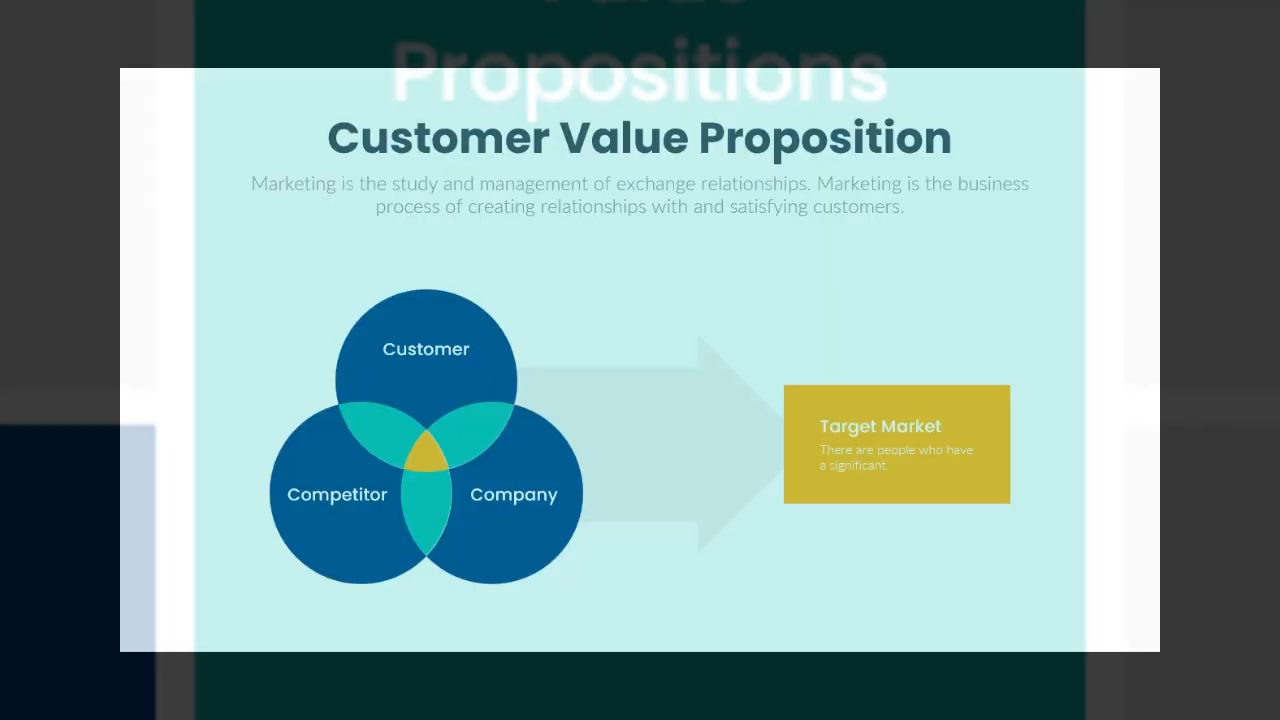 Propositions
Customer Value Proposition
Marketing is the study and management of exchange relationships. Marketing is the business
process of creating relationships with and satisfying customers.
Customer
Competitor
Company
Target Market
There are people who have
a significant.